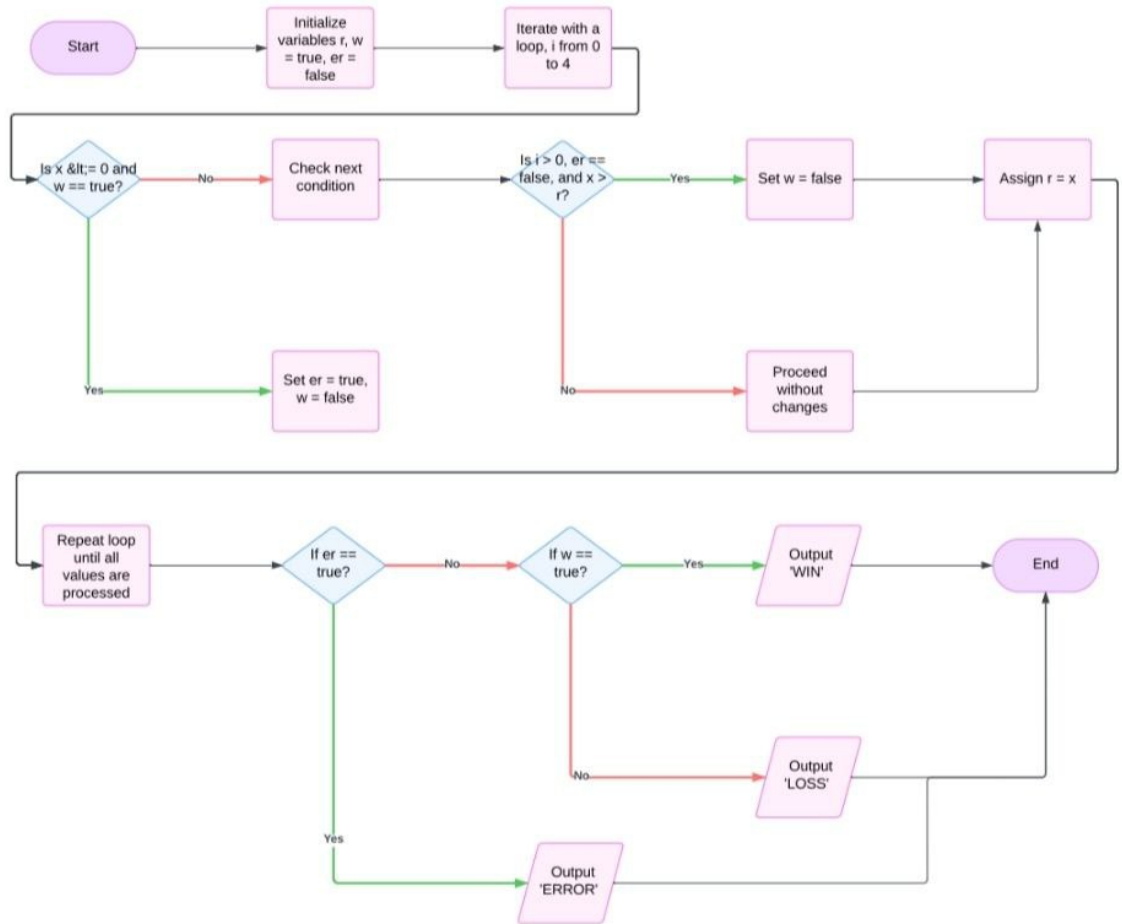 Start
Initialize
variables r, w
= true, er =
false
Iterate with a
loop, i from 0
to 4
Is x &lt;= 0 and
w == true?
No
Check next
condition
Is i > 0, er ==
false, and x >
r?
Yes
Set w = false
Assign r = x
Yes
Set er = true,
w = false
No
Proceed
without
changes
Repeat loop
until all
values are
processed
If er ==
true?
No
If w ==
true?
Yes
Output
'WIN'
End
No
Output
'LOSS'
Yes
Output
'ERROR'